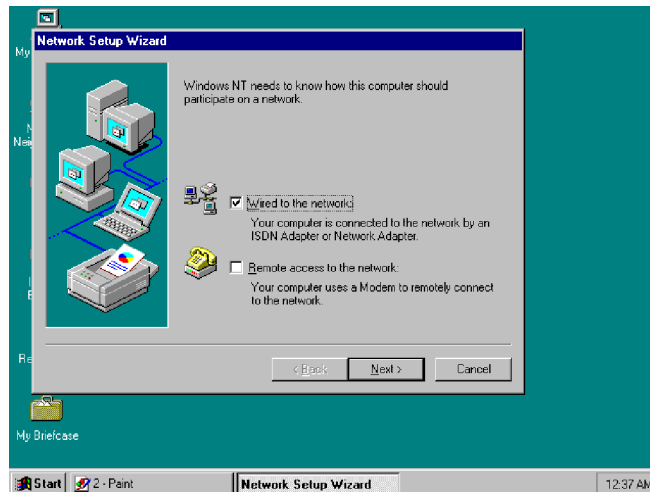 My
Network Setup Wizard
Windows NT needs to know how this computer should
participate on a network.
Nei
Wired to the network:
Your computer is connected to the network by an
ISDN Adapter or Network Adapter.
Remote access to the network:
Your computer uses a Modem to remotely connect
to the network.
Re
< Back
Next >
Cancel
My Briefcase
Start
2 - Paint
Network Setup Wizard
12:37 AM